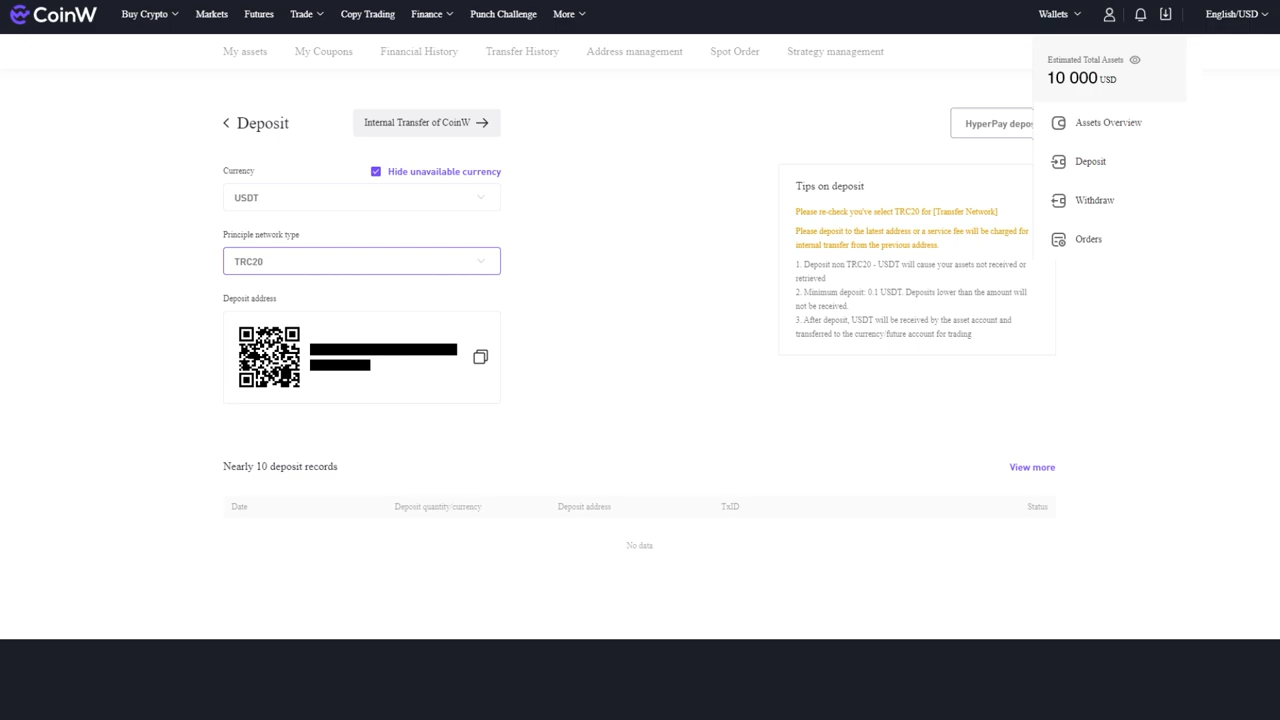 CoinW
Buy Crypto Markets Futures Trade Copy Trading Finance Punch Challenge More Wallets English/USD
My assets My Coupons Financial History Transfer History Address management Spot Order Strategy management
Estimated Total Assets
10 000 USD
Assets Overview
Deposit
Withdraw
Orders
Deposit
Internal Transfer of CoinW
HyperPay depos
Currency
Hide unavailable currency
USDT
Principle network type
TRC20
Deposit address
Tips on deposit
Please re-check you've select TRC20 for [Transfer Network]
Please deposit to the latest address or a service fee will be charged for
internal transfer from the previous address.
1. Deposit non TRC20 - USDT will cause your assets not received or
retrieved
2. Minimum deposit: 0.1 USDT. Deposits lower than the amount will
not be received.
3. After deposit, USDT will be received by the asset account and
transferred to the currency/future account for trading
Nearly 10 deposit records
View more
Date Deposit quantity/currency Deposit address TxID Status
No data